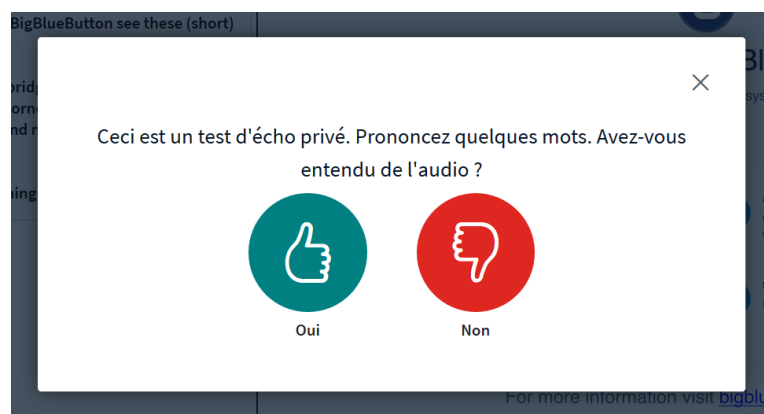 BigBlueButton see these (short)
Ceci est un test d'écho privé. Prononcez quelques mots. Avez-vous
entendu de l'audio ?
Oui
Non
For more information visit